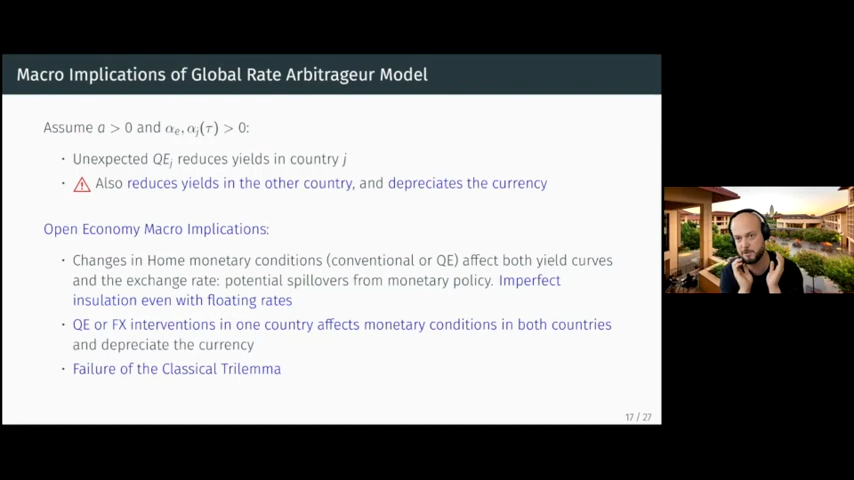 Macro Implications of Global Rate Arbitrageur Model
Assume a > 0 and αₑ, αⱼ(τ) > 0:
· Unexpected QEⱼ reduces yields in country j
· ⚠ Also reduces yields in the other country, and depreciates the currency
Open Economy Macro Implications:
· Changes in Home monetary conditions (conventional or QE) affect both yield curves
and the exchange rate: potential spillovers from monetary policy. Imperfect
insulation even with floating rates
· QE or FX interventions in one country affects monetary conditions in both countries
and depreciate the currency
· Failure of the Classical Trilemma
17 / 27